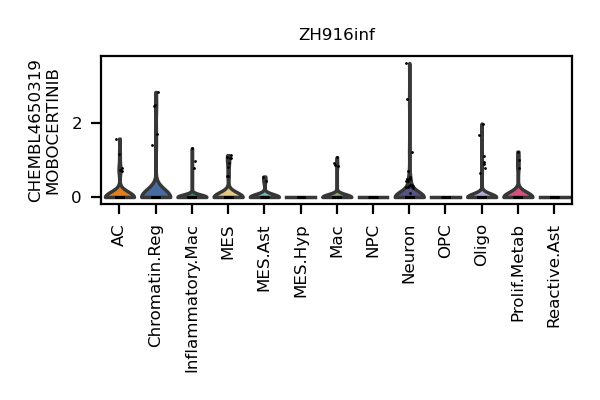 ZH916inf
CHEMBL4650319
MOBOCERTINIB
2
0
AC
Chromatin.Reg
Inflammatory.Mac
MES
MES.Ast
MES.Hyp
Mac
NPC
Neuron
OPC
Oligo
Prolif.Metab
Reactive.Ast